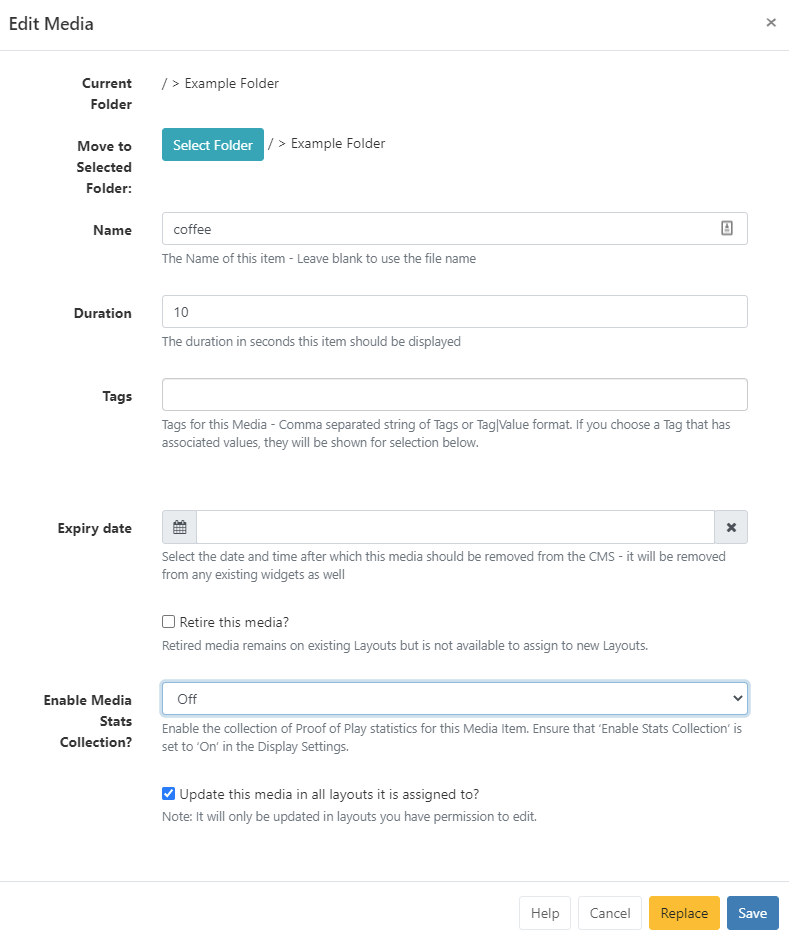 Edit Media
×
Current
Folder
/ > Example Folder
Move to
Selected
Folder:
Select Folder
/ > Example Folder
Name
coffee
The Name of this item - Leave blank to use the file name
Duration
10
The duration in seconds this item should be displayed
Tags
Tags for this Media - Comma separated string of Tags or Tag|Value format. If you choose a Tag that has
associated values, they will be shown for selection below.
Expiry date
Select the date and time after which this media should be removed from the CMS - it will be removed
from any existing widgets as well
Retire this media?
Retired media remains on existing Layouts but is not available to assign to new Layouts.
Enable Media
Stats
Collection?
Off
Enable the collection of Proof of Play statistics for this Media Item. Ensure that ‘Enable Stats Collection’ is
set to ‘On’ in the Display Settings.
Update this media in all layouts it is assigned to?
Note: It will only be updated in layouts you have permission to edit.
Help
Cancel
Replace
Save